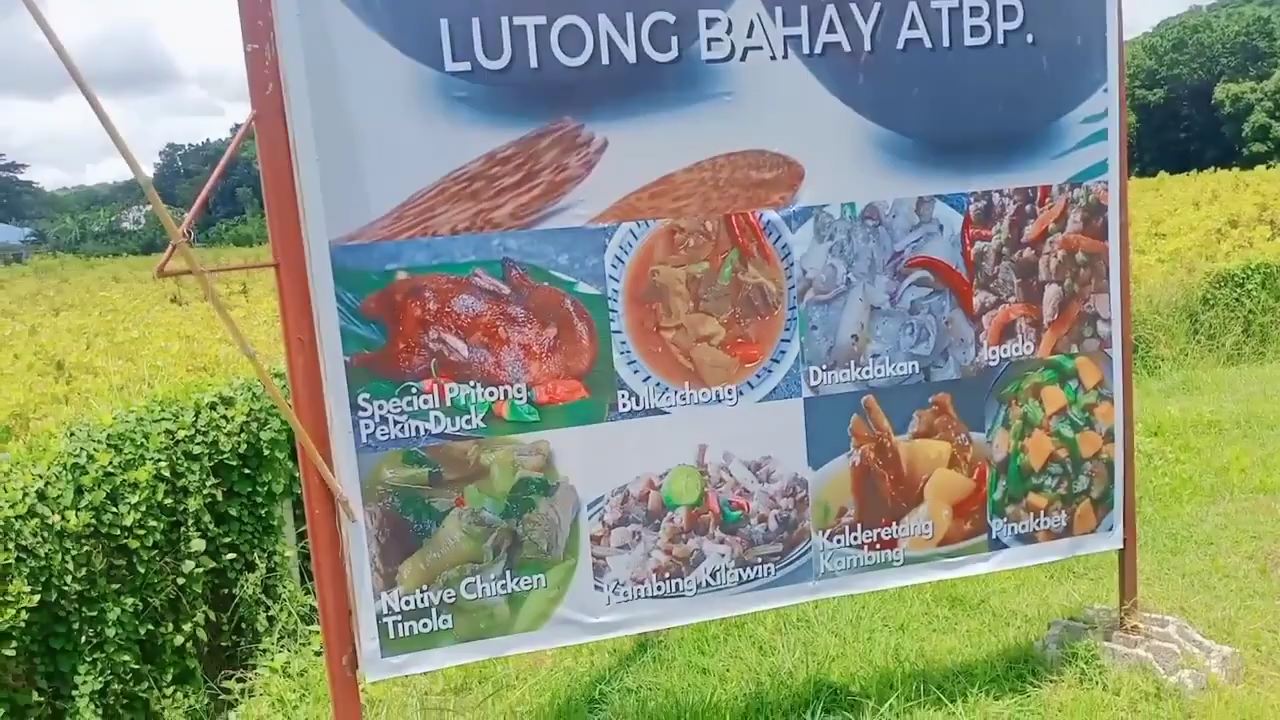 LUTONG BAHAY ATBP.
Special Pritong
Pekin Duck
Bulkachong
Dinakdakan
Igado
Native Chicken
Tinola
Kambing Kilawin
Kalderetang
Kambing
Pinakbet